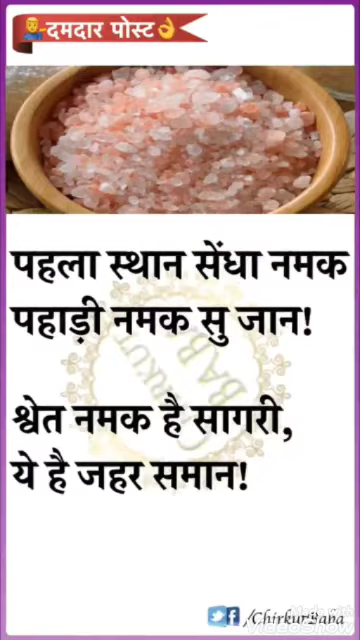 दमदार पोस्ट
पहला स्थान सेंधा नमक
पहाड़ी नमक सु जान!
श्वेत नमक है सागरी,
ये है जहर समान!
/ChirkutBaba